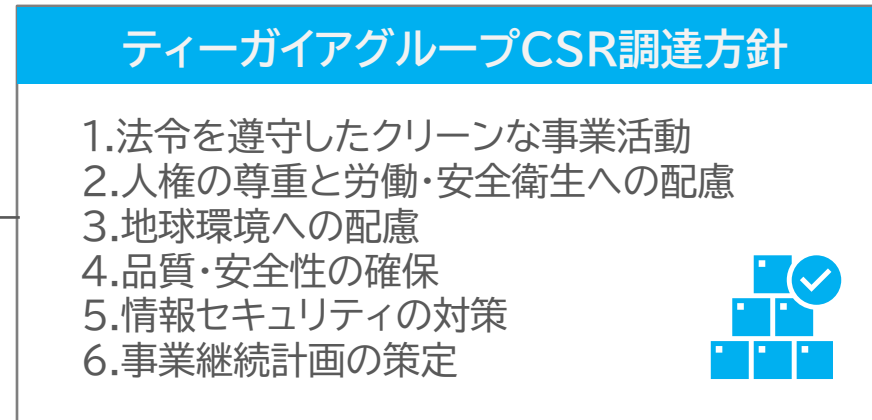 ティーガイアグループCSR調達方針
1.法令を遵守したクリーンな事業活動
2.人権の尊重と労働・安全衛生への配慮
3.地球環境への配慮
4.品質・安全性の確保
5.情報セキュリティの対策
6.事業継続計画の策定